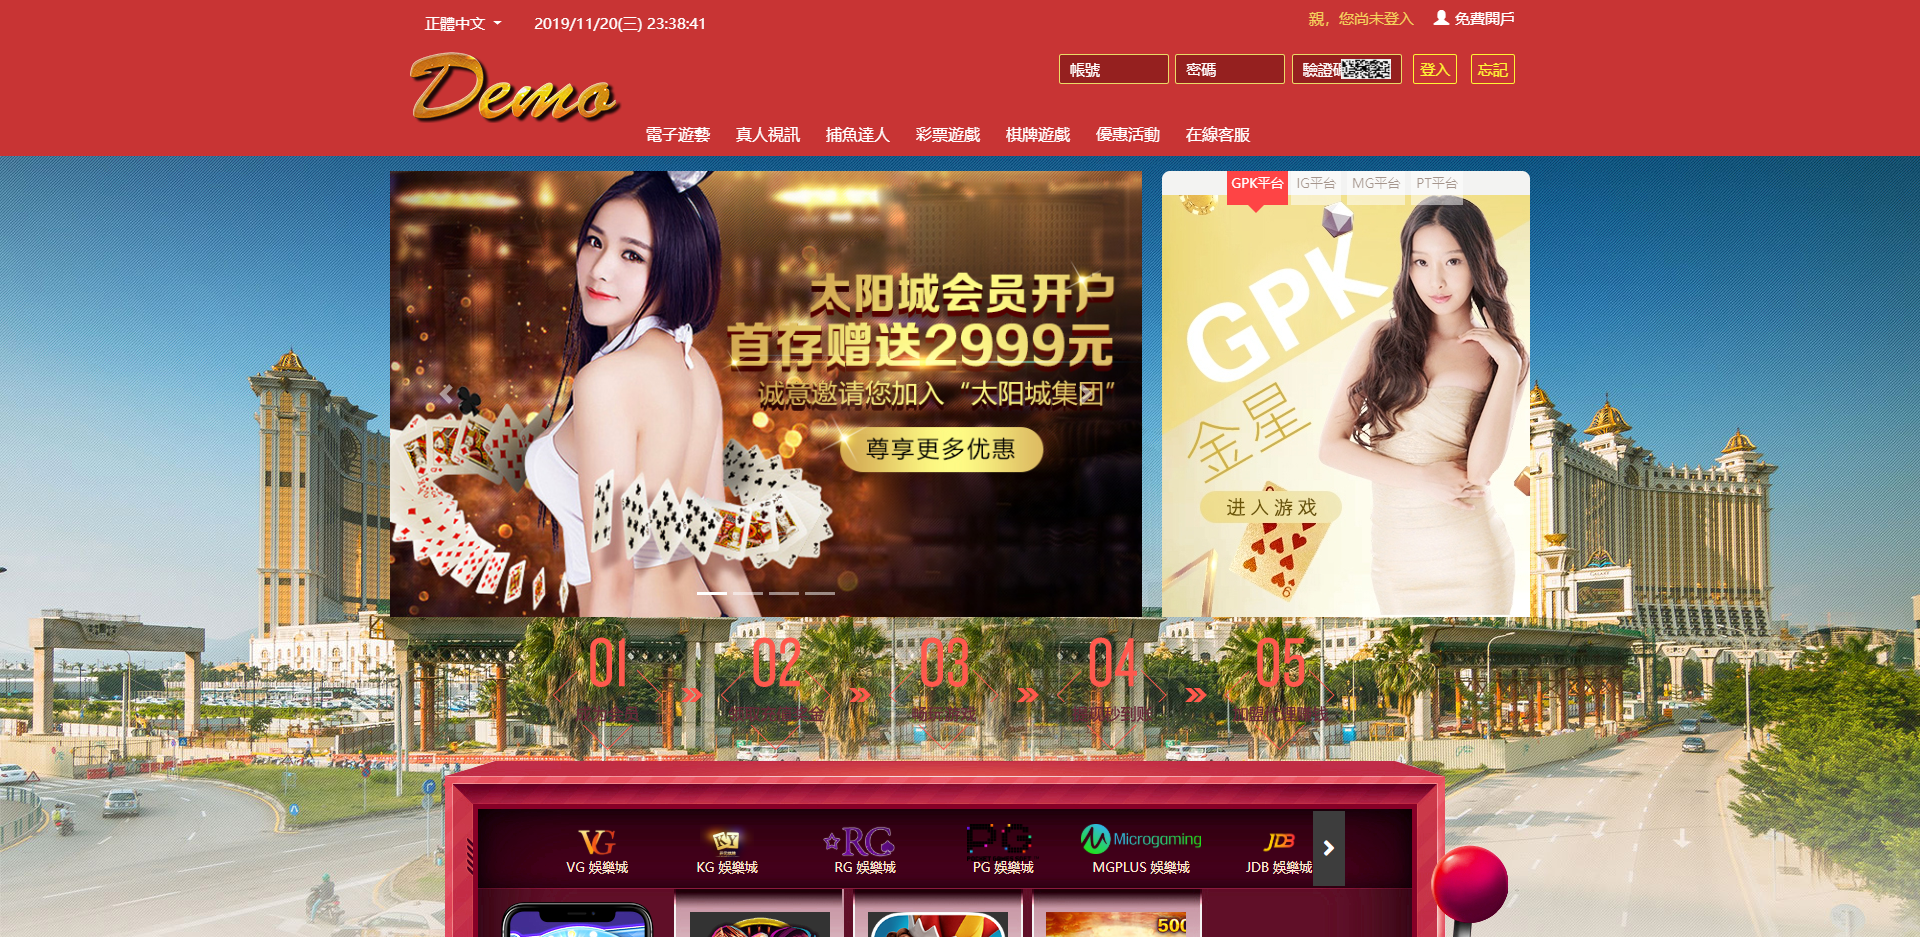 正體中文
2019/11/20(三) 23:38:41
親，您尚未登入
免費開戶
Demo
帳號
密碼
驗證碼
登入
忘記
電子遊藝
真人視訊
捕魚達人
彩票遊戲
棋牌遊戲
優惠活動
在線客服
太阳城会员开户
首存赠送2999元
诚意邀请您加入“太阳城集团”
尊享更多优惠
GPK平台
IG平台
MG平台
PT平台
GPK
金星
进入游戏
01
02
03
04
05
VG
VG 娛樂城
KY
KG 娛樂城
RG
RG 娛樂城
PG
PG 娛樂城
Microgaming
MGPLUS 娛樂城
JDB
JDB 娛樂城
500